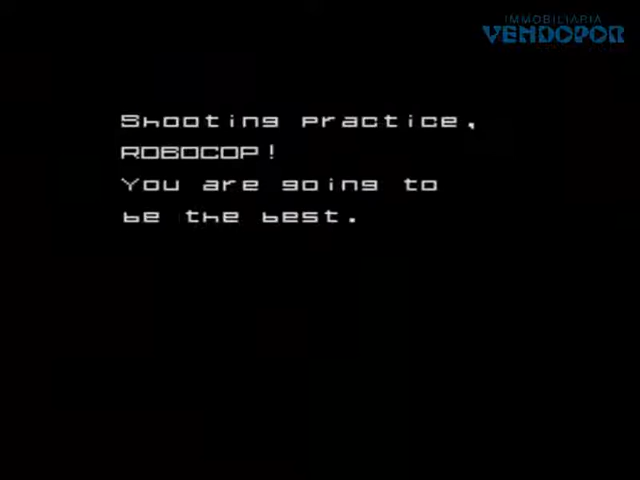 IMMOBILIARIA
VENDOPOR
Shooting practice,
ROBOCOP!
You are going to
be the best.